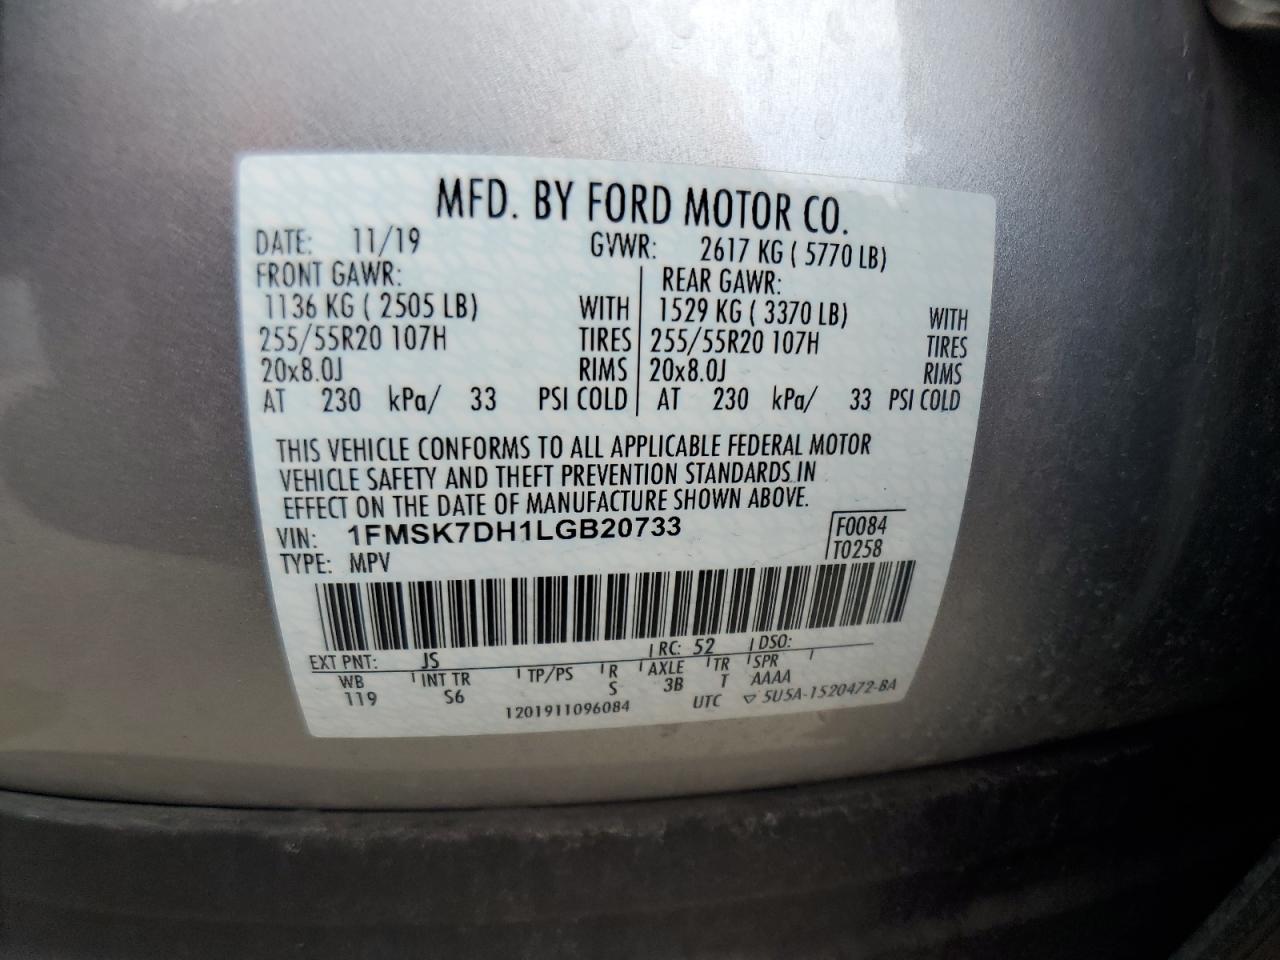 MFD. BY FORD MOTOR CO.
DATE: 11/19 GVWR: 2617 KG ( 5770 LB)
FRONT GAWR: REAR GAWR:
1136 KG ( 2505 LB) WITH 1529 KG ( 3370 LB) WITH
255/55R20 107H TIRES 255/55R20 107H TIRES
20x8.0J RIMS 20x8.0J RIMS
AT 230 kPa/ 33 PSI COLD AT 230 kPa/ 33 PSI COLD
THIS VEHICLE CONFORMS TO ALL APPLICABLE FEDERAL MOTOR
VEHICLE SAFETY AND THEFT PREVENTION STANDARDS IN
EFFECT ON THE DATE OF MANUFACTURE SHOWN ABOVE.
VIN: 1FMSK7DH1LGB20733 F0084
TYPE: MPV T0258
EXT PNT: JS RC: 52 DSO:
WB INT TR TP/PS R AXLE TR SPR
119 S6 S 3B T AAAA
1201911096084 UTC ▽ 5U5A-1520472-BA